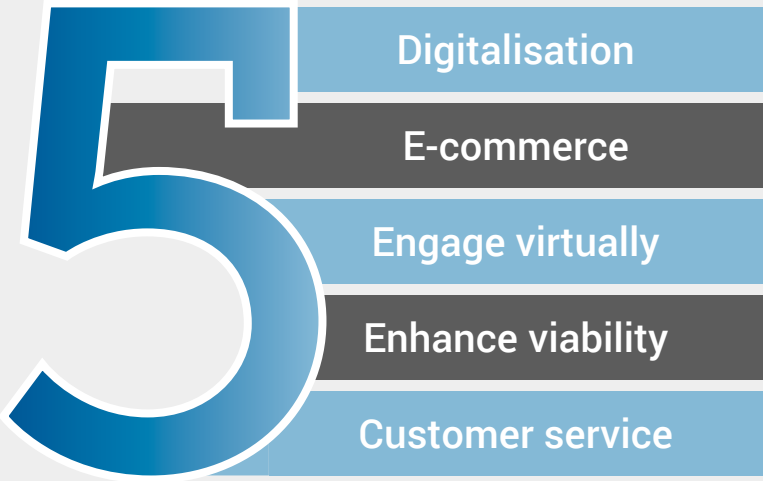 5
Digitalisation
E-commerce
Engage virtually
Enhance viability
Customer service